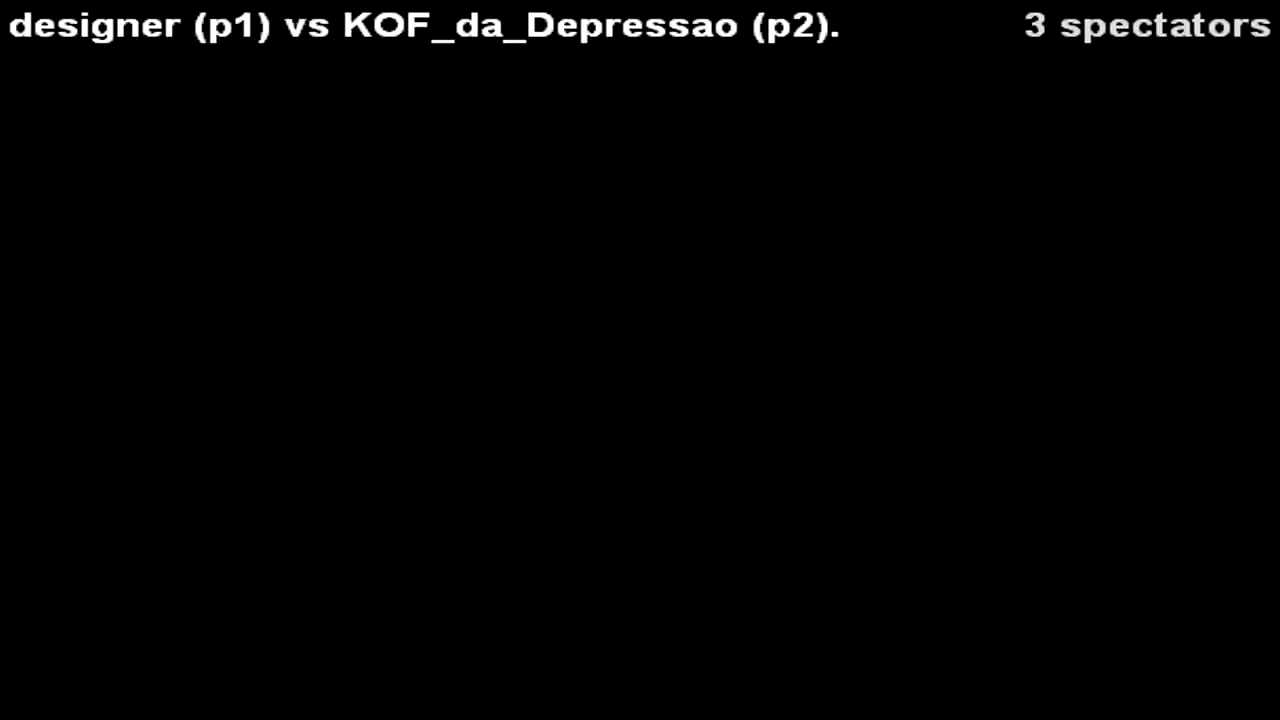 designer (p1) vs KOF_da_Depressao (p2). 3 spectators